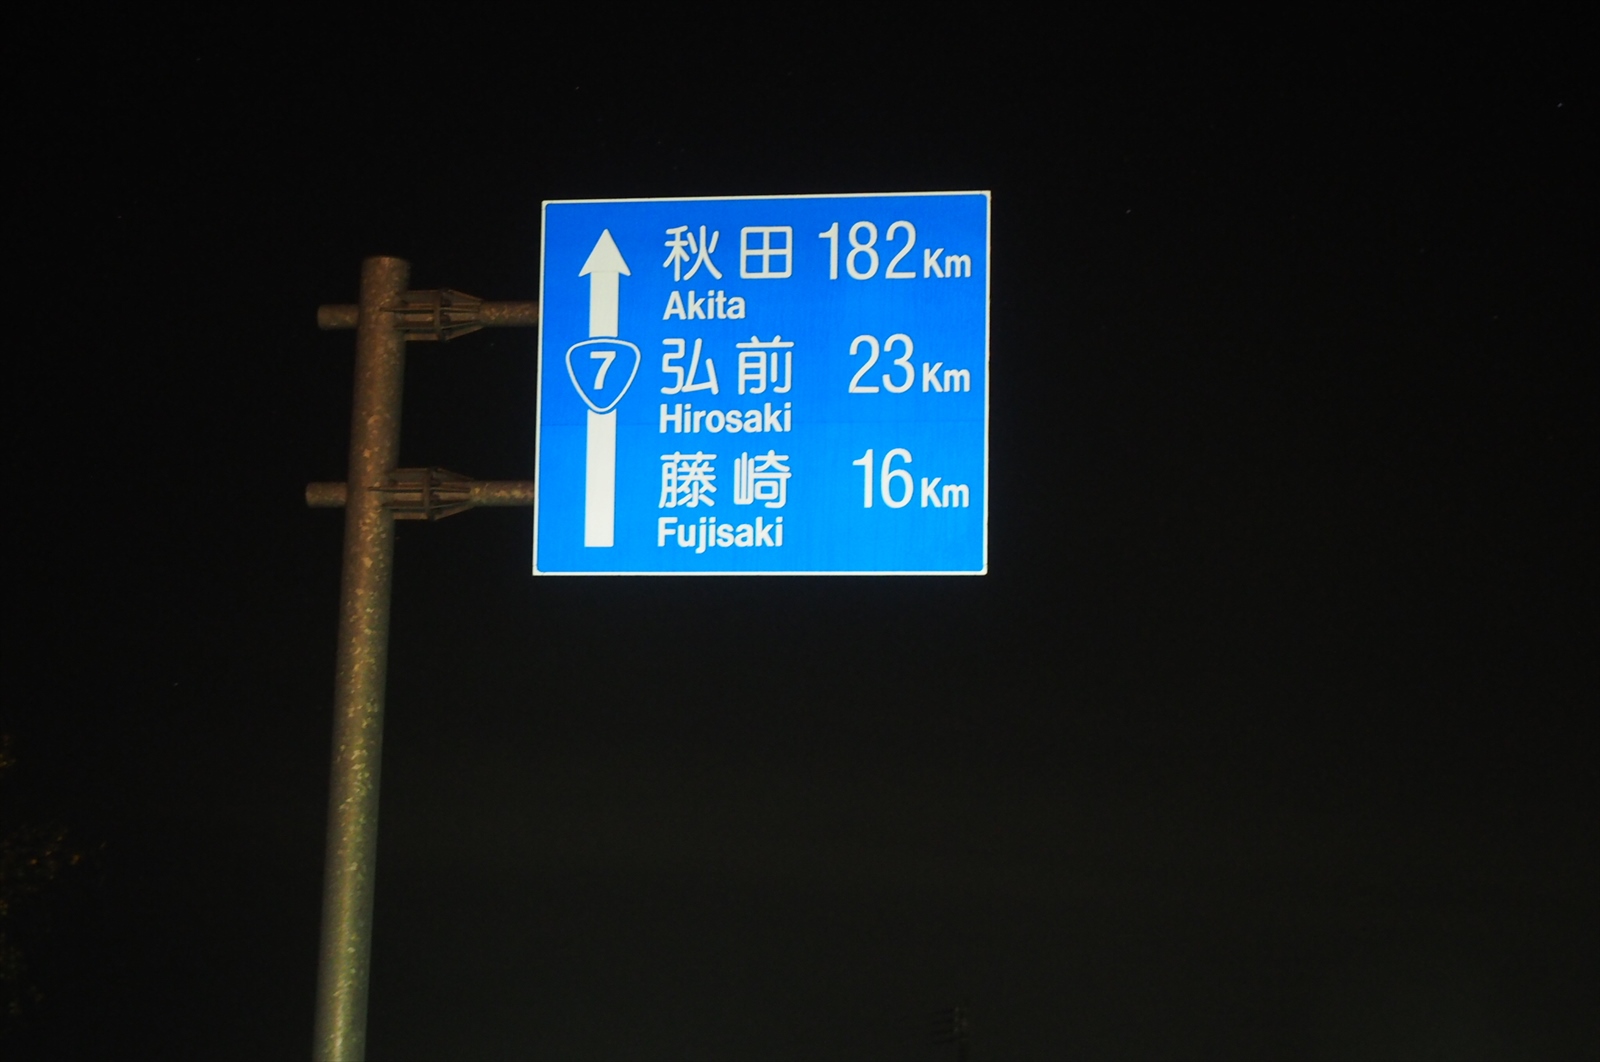 秋田 182Km
Akita
7
弘前 23Km
Hirosaki
藤崎 16Km
Fujisaki